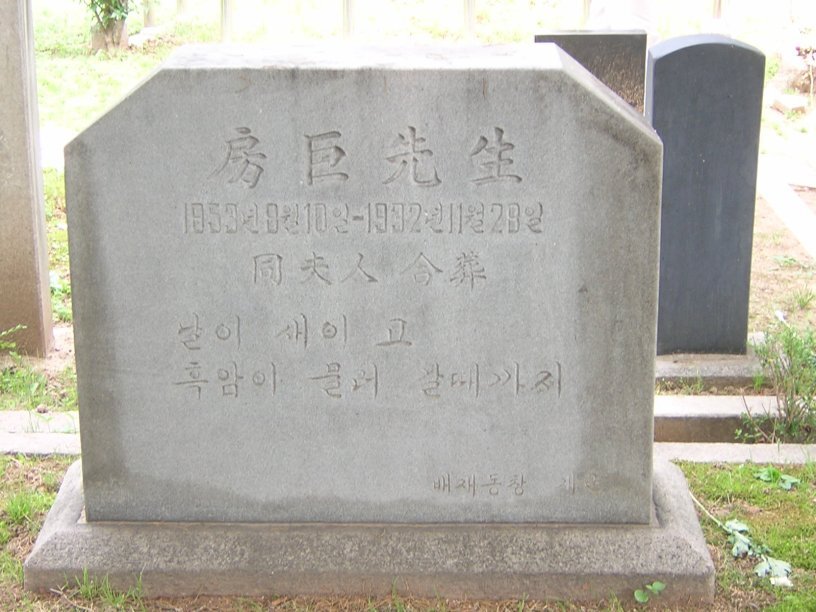 房巨先生
1859년8월10일-1932년11월28일
同夫人 合葬
날이 새이 고
흑암이 물러 갈때까지
배재동창